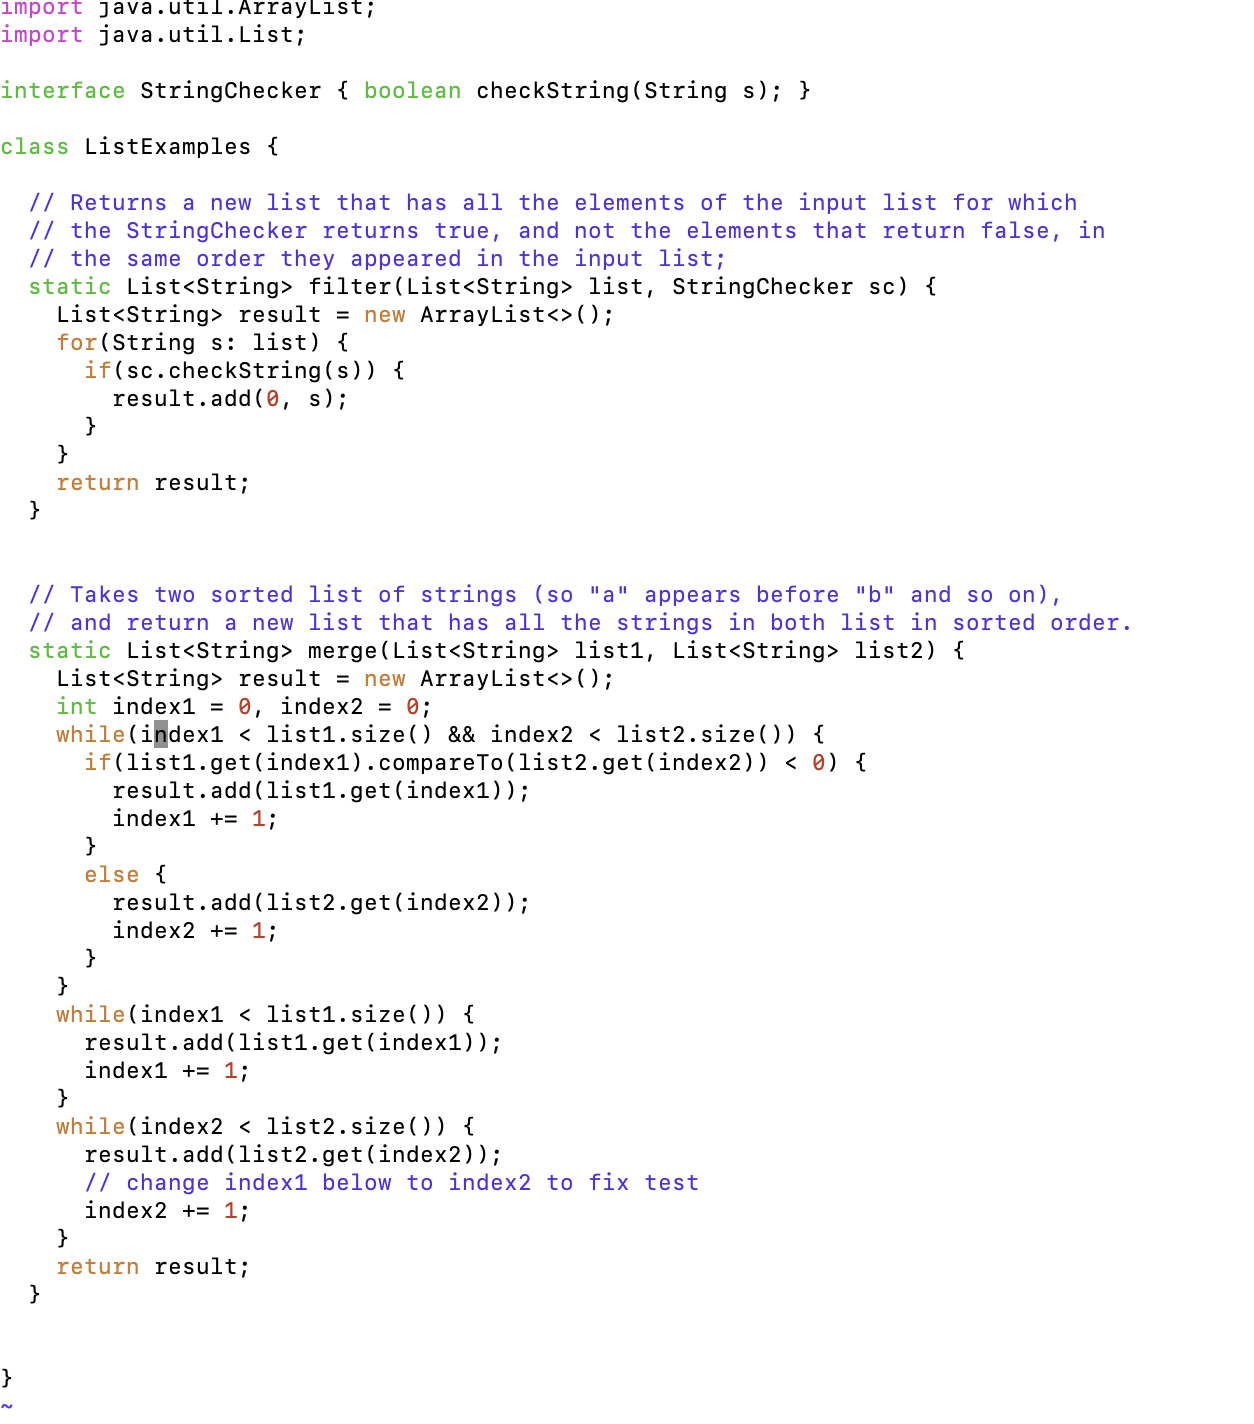 import java.util.ArrayList;
import java.util.List;

interface StringChecker { boolean checkString(String s); }

class ListExamples {

  // Returns a new list that has all the elements of the input list for which
  // the StringChecker returns true, and not the elements that return false, in
  // the same order they appeared in the input list;
  static List<String> filter(List<String> list, StringChecker sc) {
    List<String> result = new ArrayList<>();
    for(String s: list) {
      if(sc.checkString(s)) {
        result.add(0, s);
      }
    }
    return result;
  }


  // Takes two sorted list of strings (so "a" appears before "b" and so on),
  // and return a new list that has all the strings in both list in sorted order.
  static List<String> merge(List<String> list1, List<String> list2) {
    List<String> result = new ArrayList<>();
    int index1 = 0, index2 = 0;
    while(index1 < list1.size() && index2 < list2.size()) {
      if(list1.get(index1).compareTo(list2.get(index2)) < 0) {
        result.add(list1.get(index1));
        index1 += 1;
      }
      else {
        result.add(list2.get(index2));
        index2 += 1;
      }
    }
    while(index1 < list1.size()) {
      result.add(list1.get(index1));
      index1 += 1;
    }
    while(index2 < list2.size()) {
      result.add(list2.get(index2));
      // change index1 below to index2 to fix test
      index2 += 1;
    }
    return result;
  }


}
~